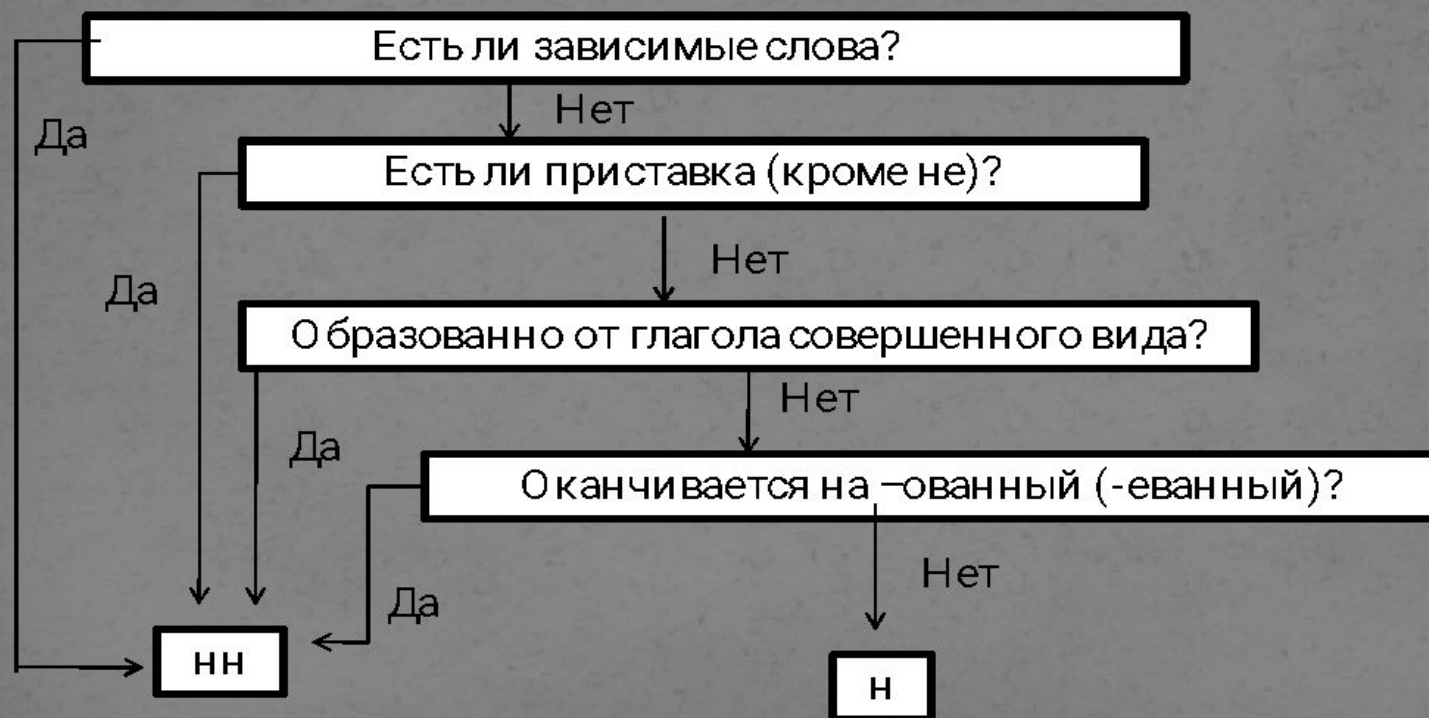 Есть ли зависимые слова?
Да
Нет
Есть ли приставка (кроме не)?
Да
Нет
Образованно от глагола совершенного вида?
Да
Нет
Оканчивается на –ованный (-еванный)?
Да
Нет
нн
н